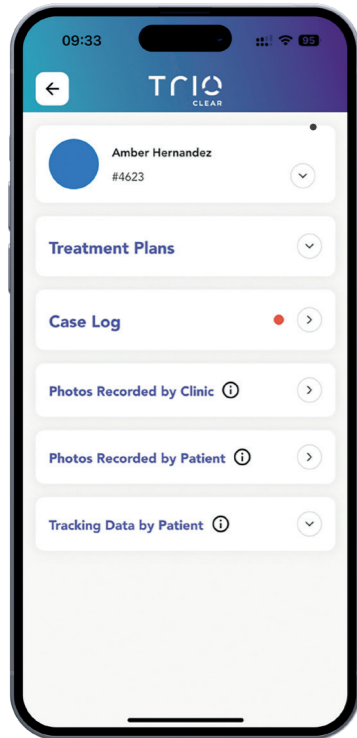 09:33
95
TRIO
CLEAR
Amber Hernandez
#4623
Treatment Plans
Case Log
Photos Recorded by Clinic
Photos Recorded by Patient
Tracking Data by Patient